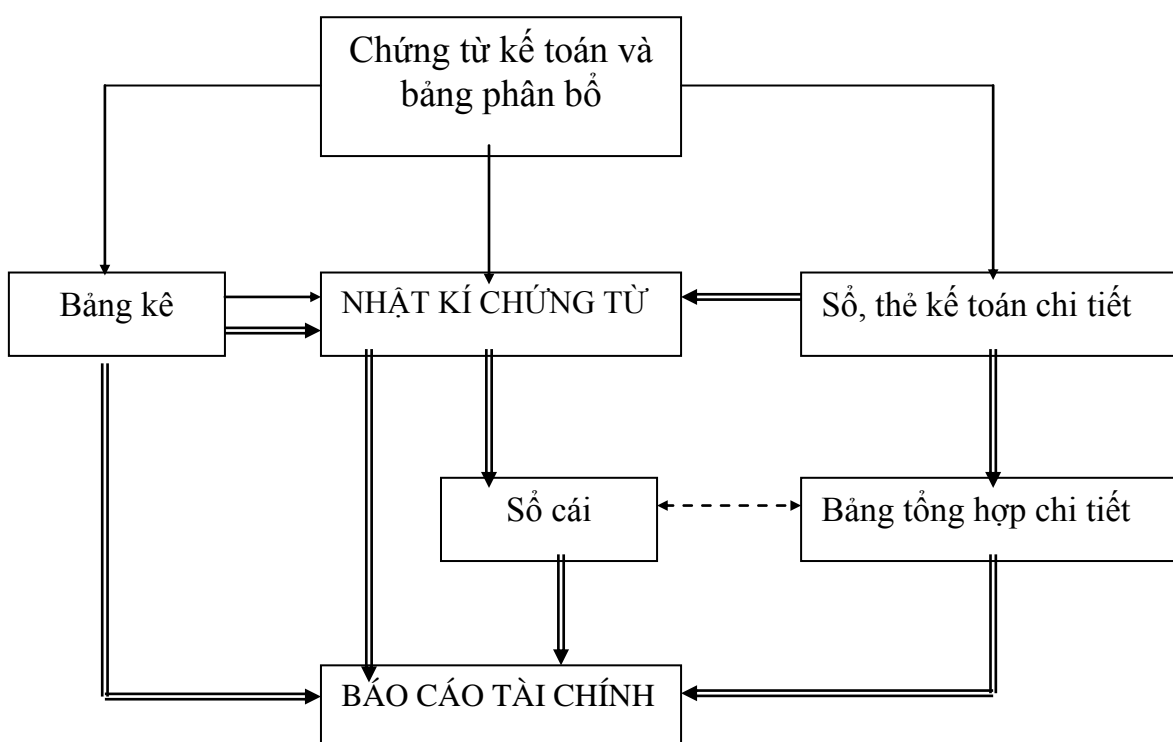 Chứng từ kế toán và
bảng phân bổ
Bảng kê
NHẬT KÍ CHỨNG TỪ
Sổ, thẻ kế toán chi tiết
Sổ cái
Bảng tổng hợp chi tiết
BÁO CÁO TÀI CHÍNH